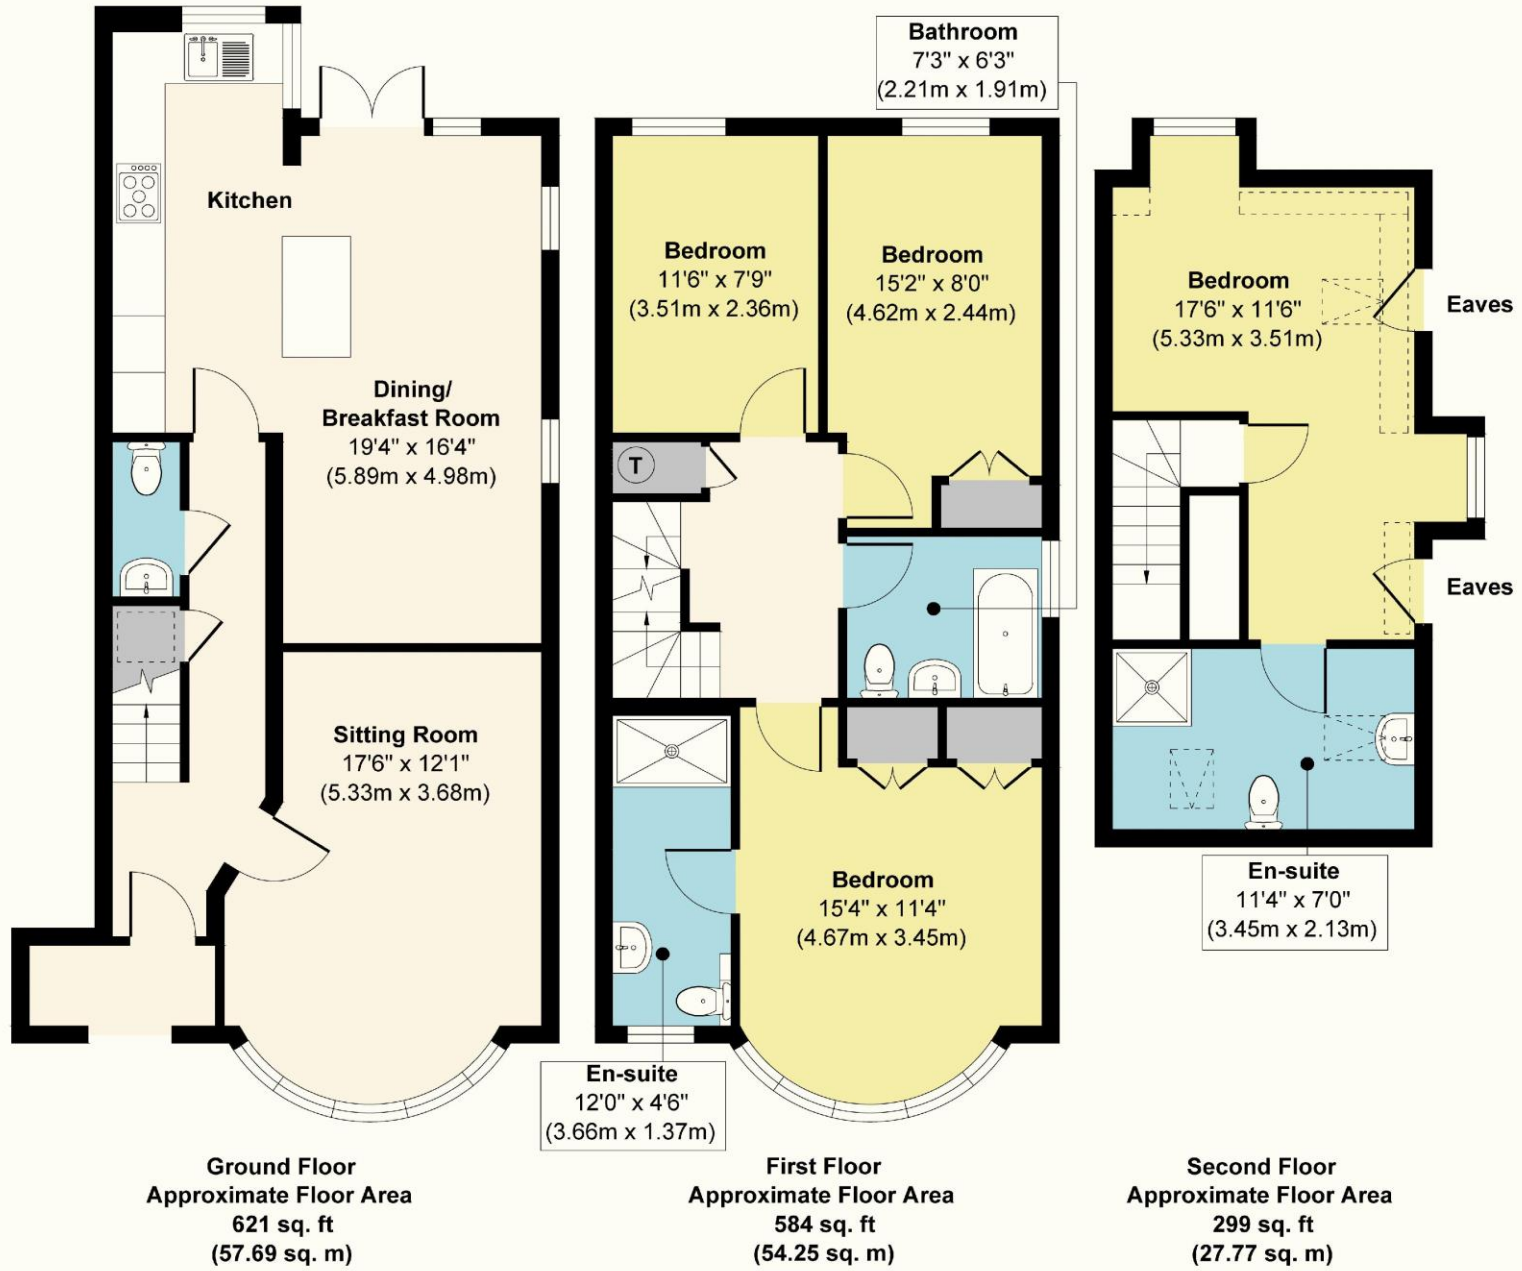 Kitchen
Dining/
Breakfast Room
19'4" x 16'4"
(5.89m x 4.98m)
Sitting Room
17'6" x 12'1"
(5.33m x 3.68m)
Ground Floor
Approximate Floor Area
621 sq. ft
(57.69 sq. m)
Bathroom
7'3" x 6'3"
(2.21m x 1.91m)
Bedroom
11'6" x 7'9"
(3.51m x 2.36m)
Bedroom
15'2" x 8'0"
(4.62m x 2.44m)
T
Bedroom
15'4" x 11'4"
(4.67m x 3.45m)
En-suite
12'0" x 4'6"
(3.66m x 1.37m)
First Floor
Approximate Floor Area
584 sq. ft
(54.25 sq. m)
Bedroom
17'6" x 11'6"
(5.33m x 3.51m)
Eaves
Eaves
En-suite
11'4" x 7'0"
(3.45m x 2.13m)
Second Floor
Approximate Floor Area
299 sq. ft
(27.77 sq. m)